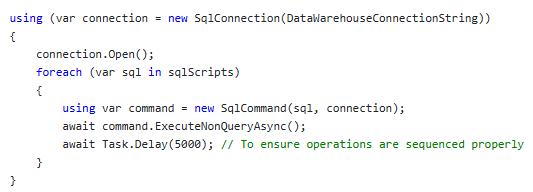 using (var connection = new SqlConnection(DataWarehouseConnectionString))
{
    connection.Open();
    foreach (var sql in sqlScripts)
    {
        using var command = new SqlCommand(sql, connection);
        await command.ExecuteNonQueryAsync();
        await Task.Delay(5000); // To ensure operations are sequenced properly
    }
}